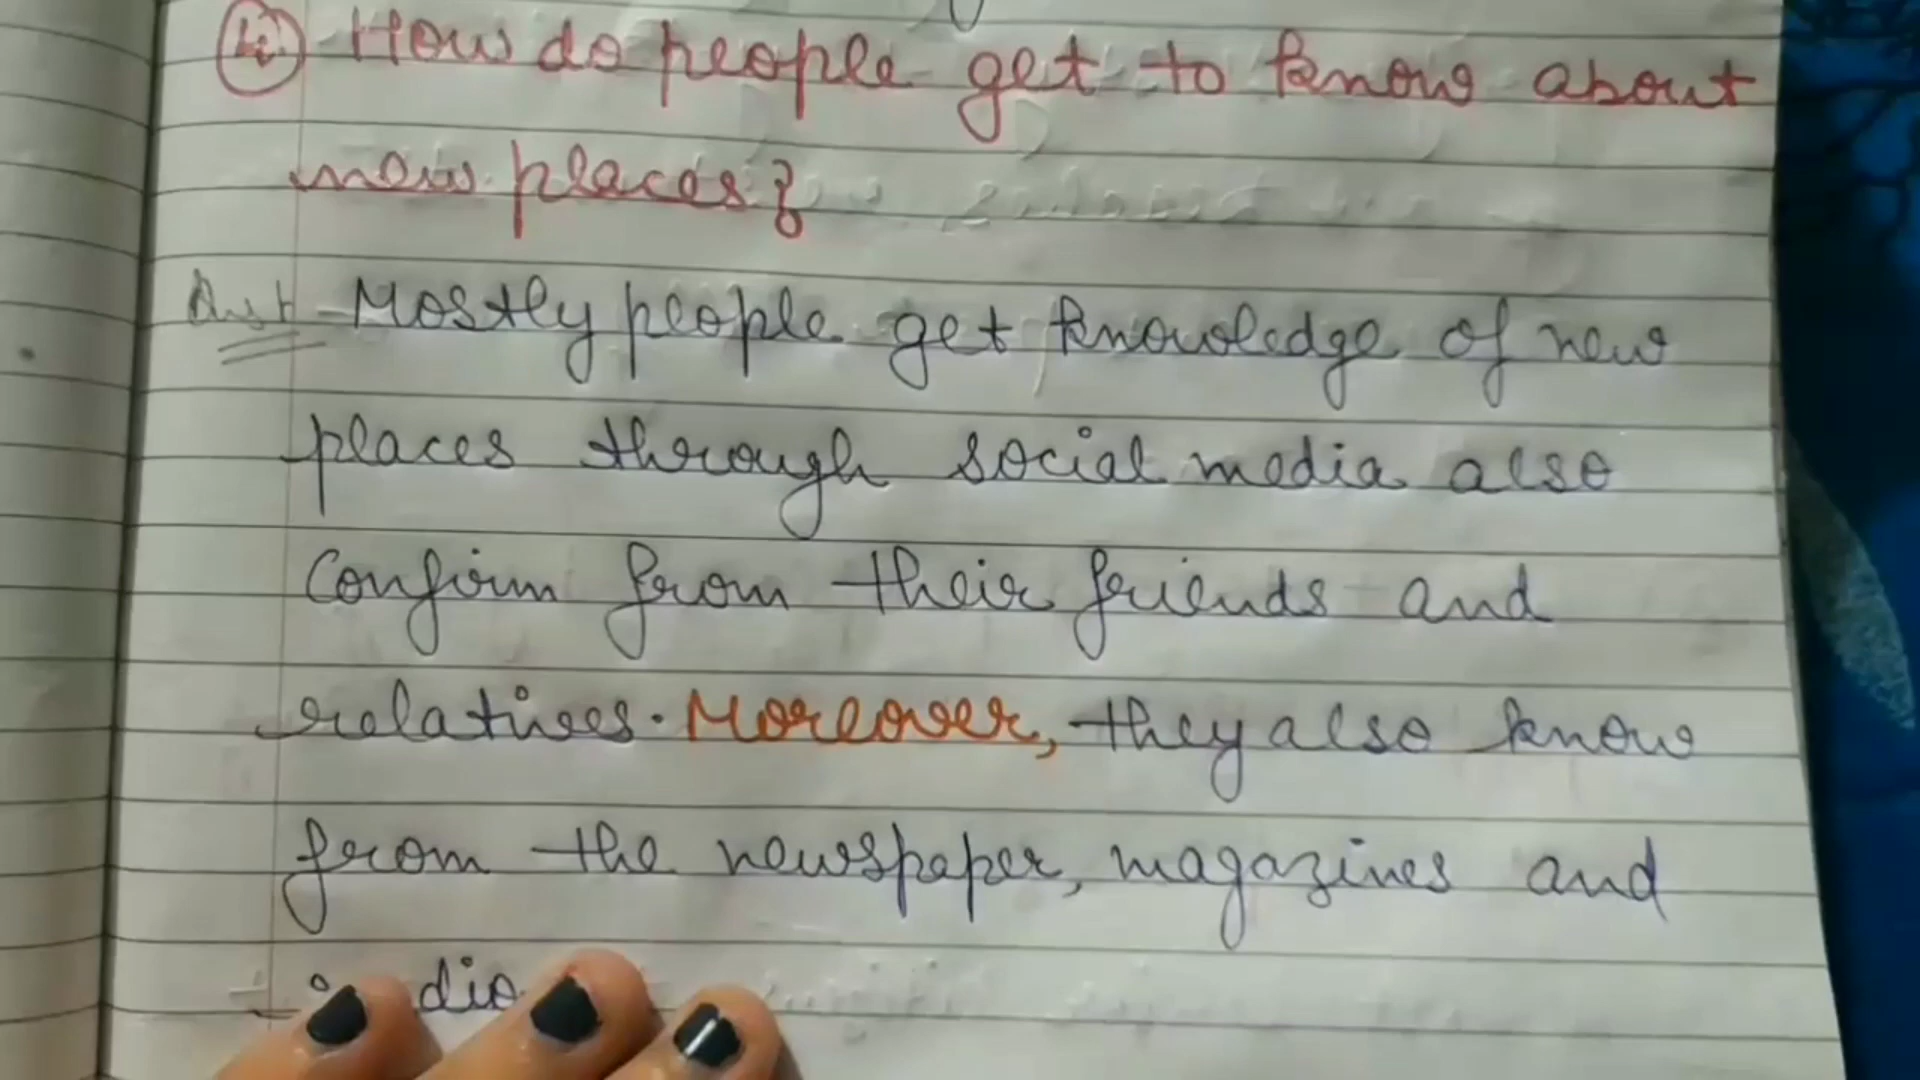 (ii) How do people get to know about
new places?
Ans:- Mostly people get knowledge of new
places through social media also
Confirm from their friends and
relatives. Moreover, they also know
from the newspaper, magazines and